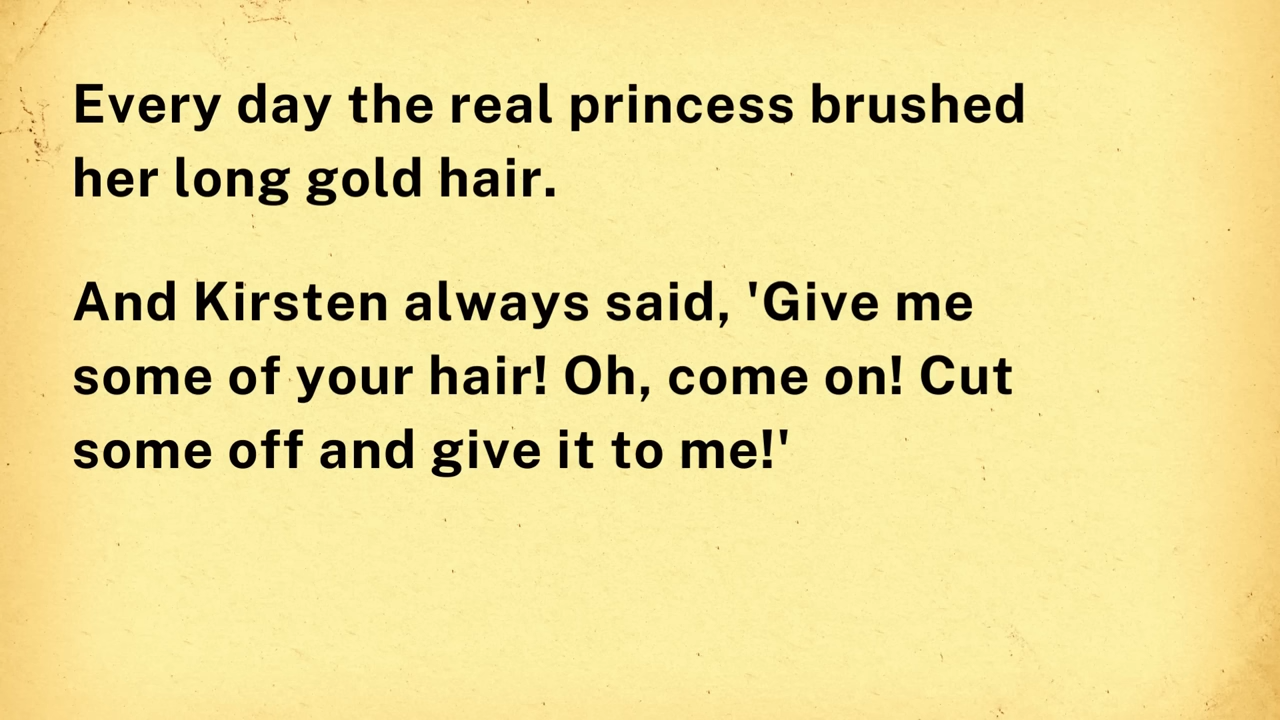 Every day the real princess brushed
her long gold hair.
And Kirsten always said, 'Give me
some of your hair! Oh, come on! Cut
some off and give it to me!'